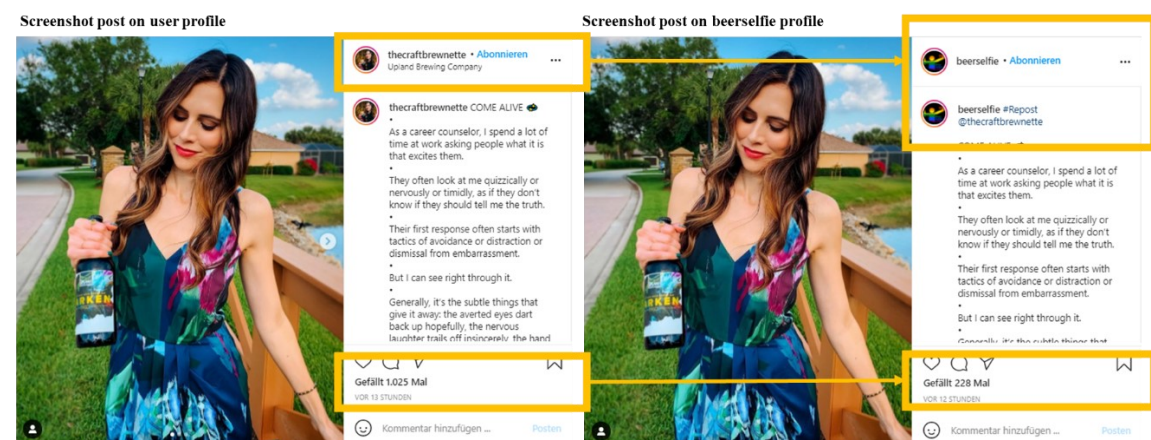 Screenshot post on user profile
thecraftbrewnette • Abonnieren
Upland Brewing Company
thecraftbrewnette COME ALIVE
•
As a career counselor, I spend a lot of
time at work asking people what it is
that excites them.
•
They often look at me quizzically or
nervously or timidly, as if they don't
know if they should tell me the truth.
•
Their first response often starts with
tactics of avoidance or distraction or
dismissal from embarrassment.
•
But I can see right through it.
•
Generally, it's the subtle things that
give it away: the averted eyes dart
back up hopefully, the nervous
laughter trails off insincerely, the hand
Gefällt 1.025 Mal
VOR 13 STUNDEN
Kommentar hinzufügen ... Posten
Screenshot post on beerselfie profile
beerselfie • Abonnieren
beerselfie #Repost
@thecraftbrewnette
COME ALIVE
•
As a career counselor, I spend a lot of
time at work asking people what it is
that excites them.
•
They often look at me quizzically or
nervously or timidly, as if they don't
know if they should tell me the truth.
•
Their first response often starts with
tactics of avoidance or distraction or
dismissal from embarrassment.
•
But I can see right through it.
•
Generally, it's the subtle things that
Gefällt 228 Mal
VOR 12 STUNDEN
Kommentar hinzufügen ... Posten